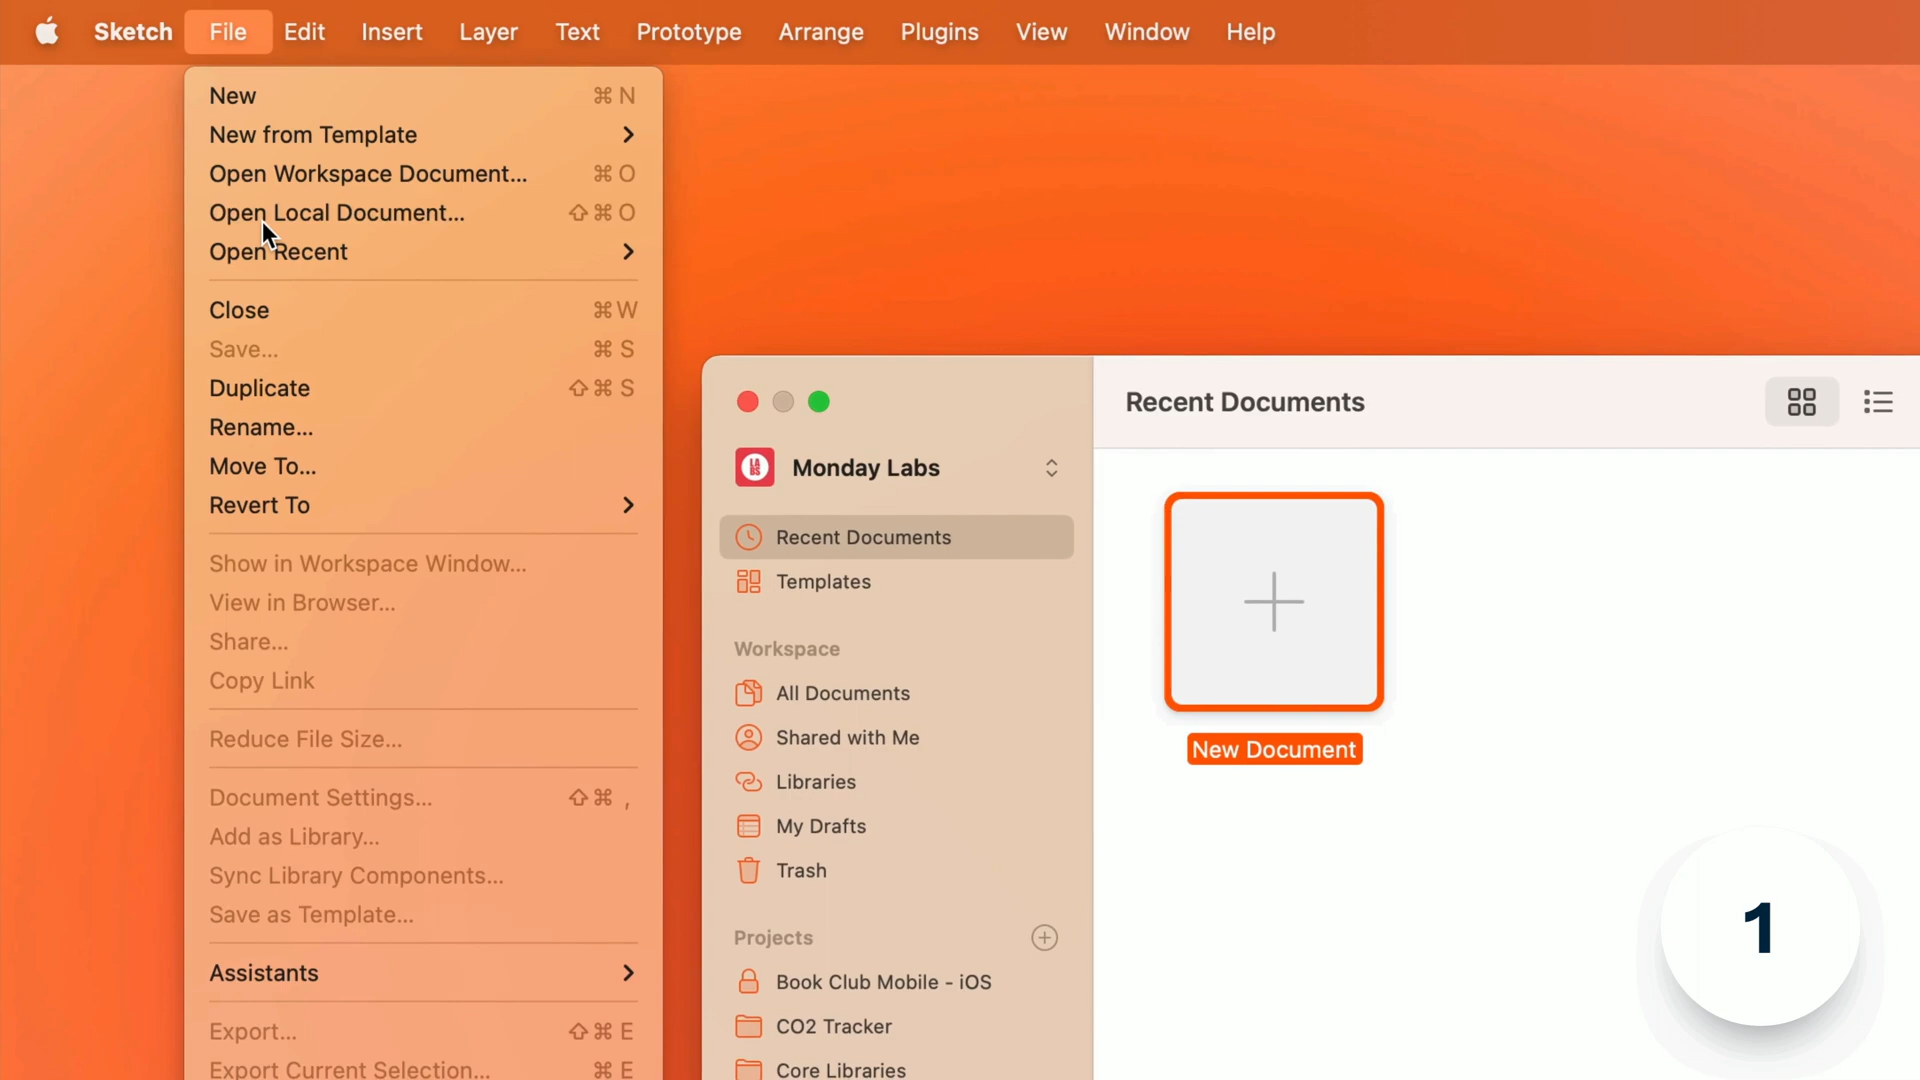 Sketch File Edit Insert Layer Text Prototype Arrange Plugins View Window Help
New ⌘ N
New from Template
Open Workspace Document... ⌘ O
Open Local Document... ⇧ ⌘ O
Open Recent
Close ⌘ W
Save... ⌘ S
Duplicate ⇧ ⌘ S
Rename...
Move To...
Revert To
Show in Workspace Window...
View in Browser...
Share...
Copy Link
Reduce File Size...
Document Settings... ⇧ ⌘ ,
Add as Library...
Sync Library Components...
Save as Template...
Assistants
Export... ⇧ ⌘ E
Export Current Selection... ⌘ E
LABS
Monday Labs
Recent Documents
Templates
Workspace
All Documents
Shared with Me
Libraries
My Drafts
Trash
Projects
Book Club Mobile - iOS
CO2 Tracker
Core Libraries
Recent Documents
New Document
1